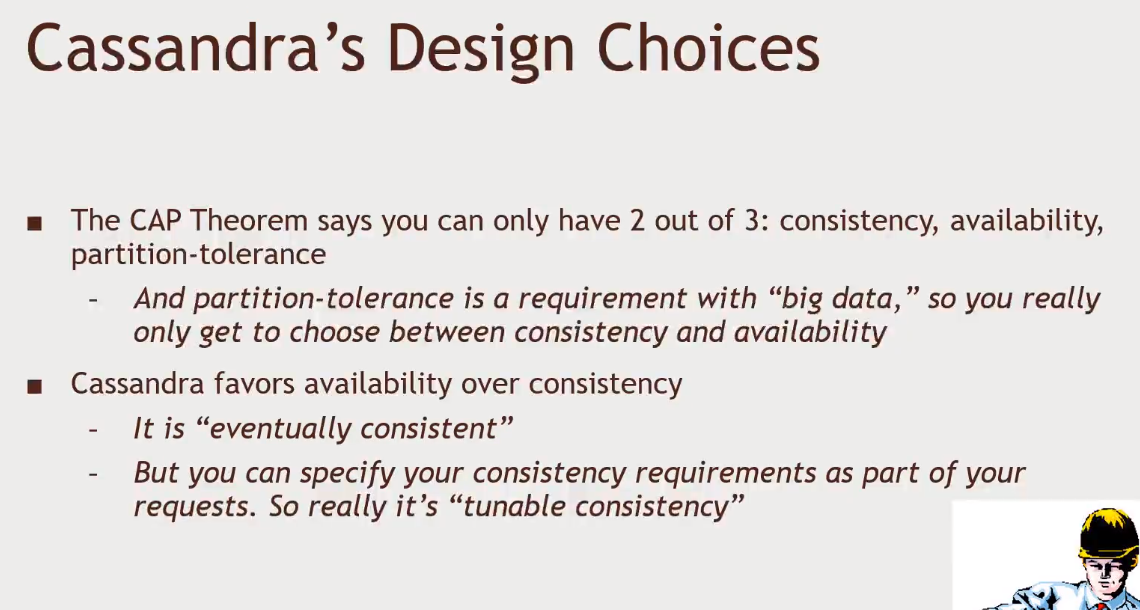 Cassandra’s Design Choices
■ The CAP Theorem says you can only have 2 out of 3: consistency, availability,
partition-tolerance
– And partition-tolerance is a requirement with “big data,” so you really
only get to choose between consistency and availability
■ Cassandra favors availability over consistency
– It is “eventually consistent”
– But you can specify your consistency requirements as part of your
requests. So really it’s “tunable consistency”